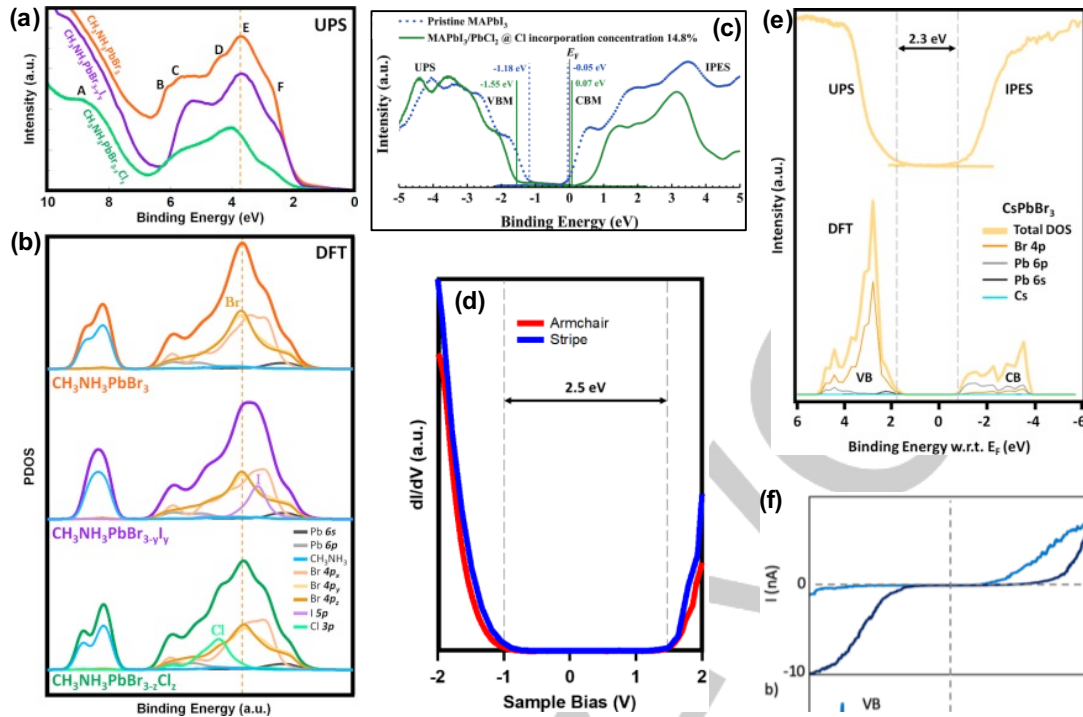 (a)
UPS
CH3NH3PbBr3
CH3NH3PbBr3-yIy
CH3NH3PbBr3-zClz
A
B
C
D
E
F
Intensity (a.u.)
10
8
6
4
2
0
Binding Energy (eV)
(b)
DFT
Br
CH3NH3PbBr3
I
CH3NH3PbBr3-yIy
Pb 6s
Pb 6p
CH3NH3
Br 4px
Br 4py
Br 4pz
I 5p
Cl 3p
Cl
CH3NH3PbBr3-zClz
PDOS
Binding Energy (a.u.)
(c)
Pristine MAPbI3
MAPbI3/PbCl2 @ Cl incorporation concentration 14.8%
EF
UPS
-1.18 eV
-0.05 eV
IPES
-1.55 eV
0.07 eV
VBM
CBM
Intensity (a.u.)
-5 -4 -3 -2 -1 0 1 2 3 4 5
Binding Energy (eV)
(d)
Armchair
Stripe
2.5 eV
dI/dV (a.u.)
-2 -1 0 1 2
Sample Bias (V)
(e)
2.3 eV
UPS
IPES
CsPbBr3
DFT
Total DOS
Br 4p
Pb 6p
Pb 6s
Cs
VB
CB
Intensity (a.u.)
6 4 2 0 -2 -4 -6
Binding Energy w.r.t. EF (eV)
(f)
I (nA)
0
-10
b)
VB